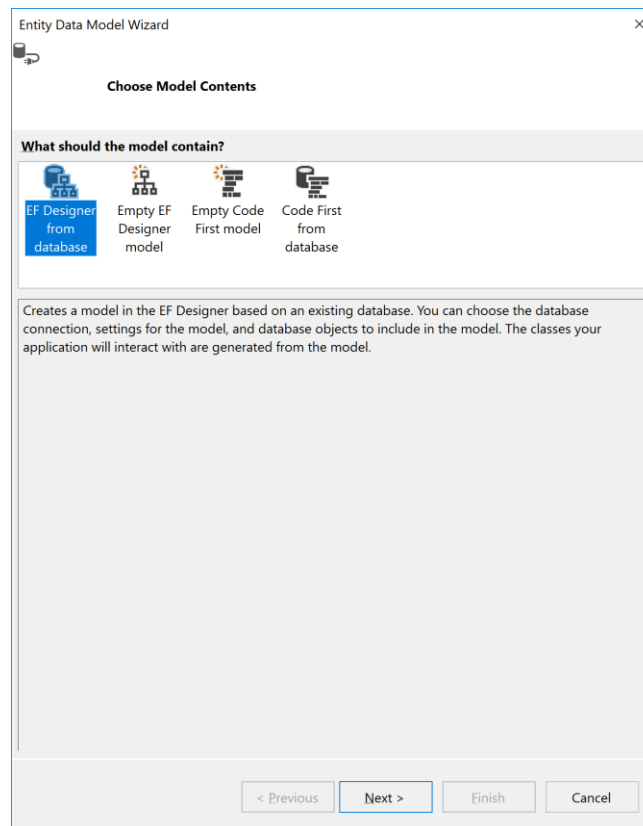 Entity Data Model Wizard
Choose Model Contents
What should the model contain?
EF Designer
from
database
Empty EF
Designer
model
Empty Code
First model
Code First
from
database
Creates a model in the EF Designer based on an existing database. You can choose the database
connection, settings for the model, and database objects to include in the model. The classes your
application will interact with are generated from the model.
< Previous
Next >
Finish
Cancel